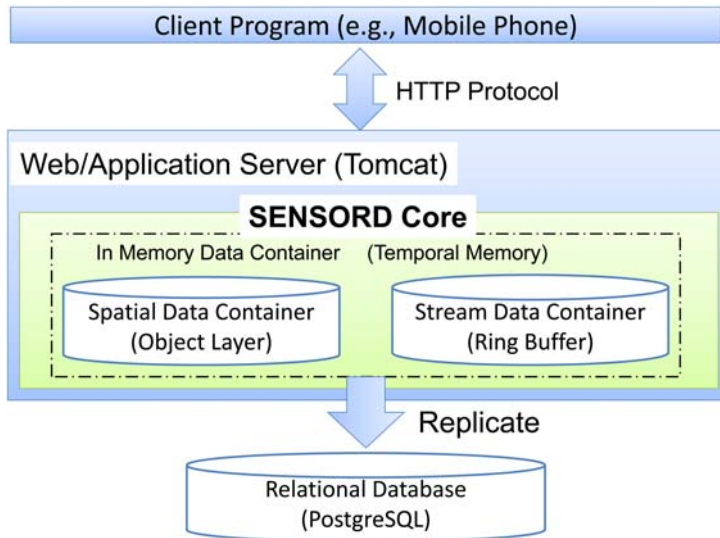 Client Program (e.g., Mobile Phone)
HTTP Protocol
Web/Application Server (Tomcat)
SENSORD Core
In Memory Data Container (Temporal Memory)
Spatial Data Container
(Object Layer)
Stream Data Container
(Ring Buffer)
Replicate
Relational Database
(PostgreSQL)